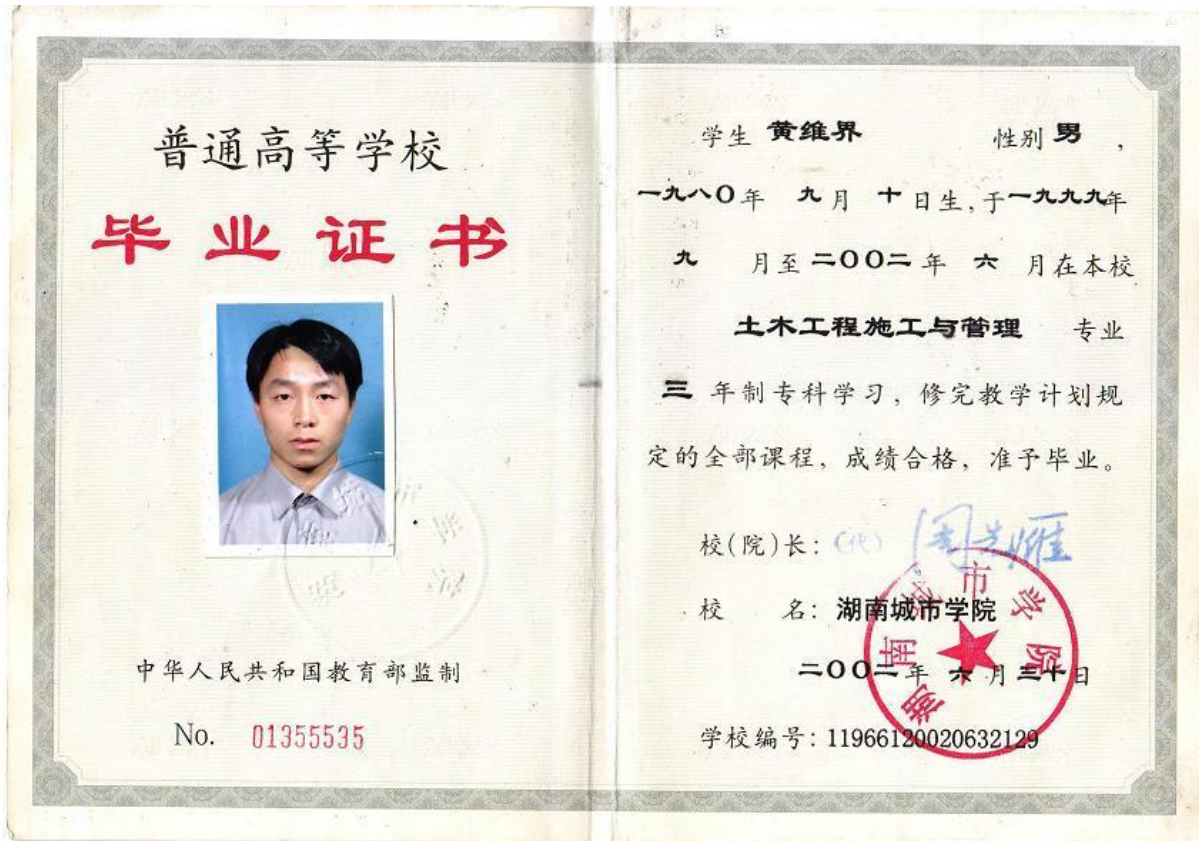 普通高等学校
毕业证书
中华人民共和国教育部监制
No. 01355535
学生 黄维界 性别 男 ，
一九八〇年 九月 十日生，于一九九九年
九 月至 二〇〇二 年 六 月在本校
土木工程施工与管理 专业
三 年制专科学习，修完教学计划规
定的全部课程，成绩合格，准予毕业。
校(院)长：(代)
校 名：湖南城市学院
二〇〇二年 六 月三十日
学校编号：11966120020632129
湖南城市学院